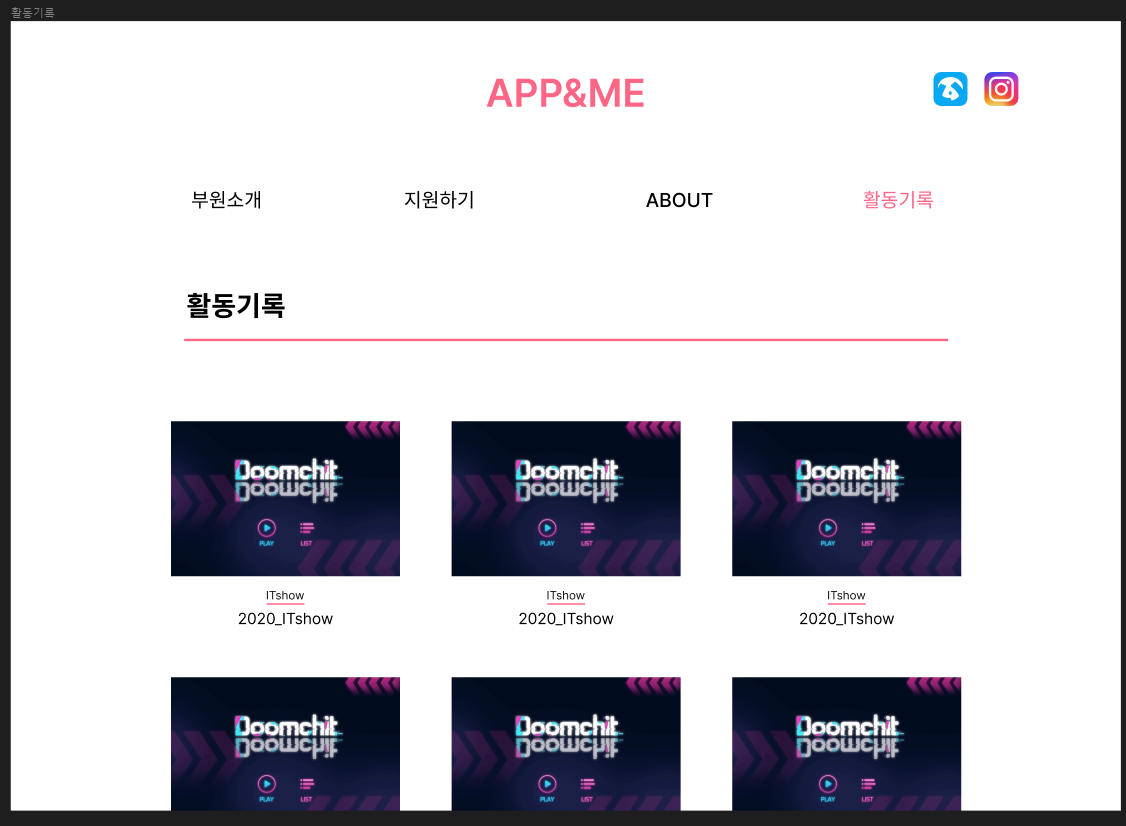 활동기록
APP&ME
부원소개 지원하기 ABOUT 활동기록
활동기록
Doomchit Doomchit Doomchit
PLAY LIST PLAY LIST PLAY LIST
ITshow ITshow ITshow
2020_ITshow 2020_ITshow 2020_ITshow
Doomchit Doomchit Doomchit
PLAY LIST PLAY LIST PLAY LIST